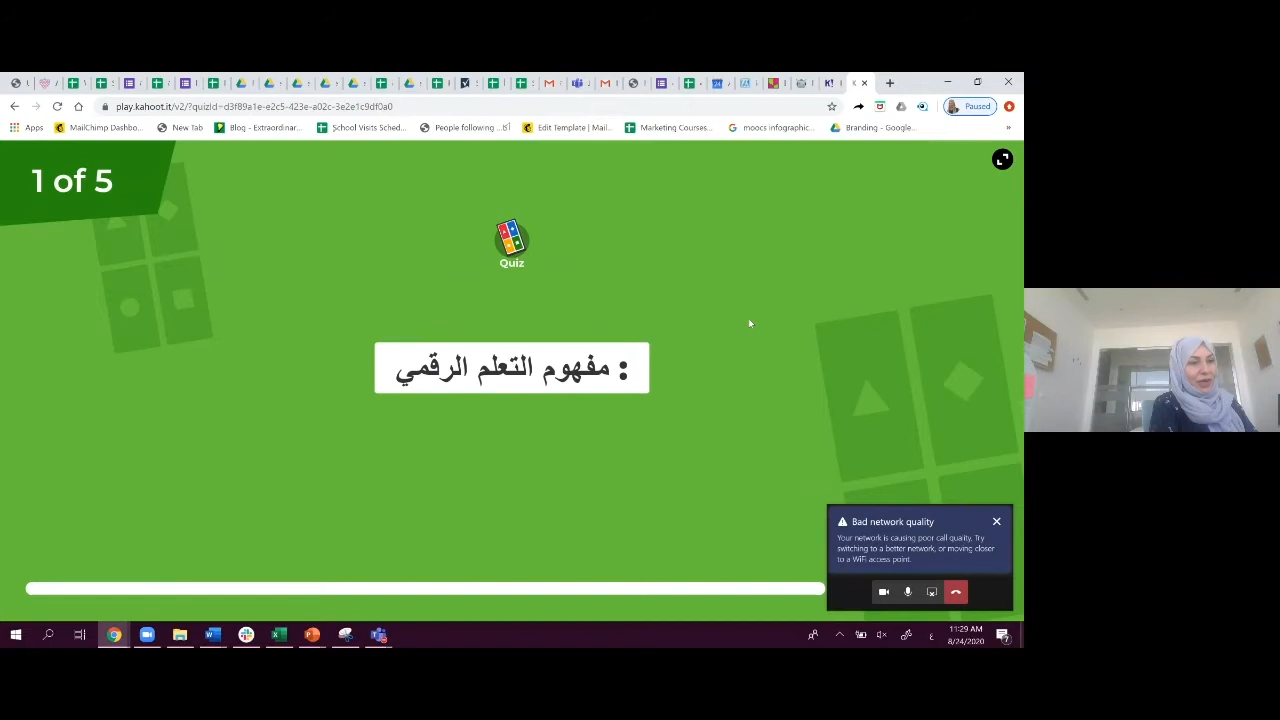 play.kahoot.it/v2/?quizId=d3f89a1e-e2c5-423e-a02c-3e2e1c9df0a0
Paused
Apps
MailChimp Dashbo...
New Tab
Blog - Extraordinar...
School Visits Sched...
People following ...
Edit Template | Mail...
Marketing Courses...
moocs infographic...
Branding - Google...
»
1 of 5
Quiz
: مفهوم التعلم الرقمي
Bad network quality
Your network is causing poor call quality. Try
switching to a better network, or moving closer
to a WiFi access point.
11:29 AM
8/24/2020